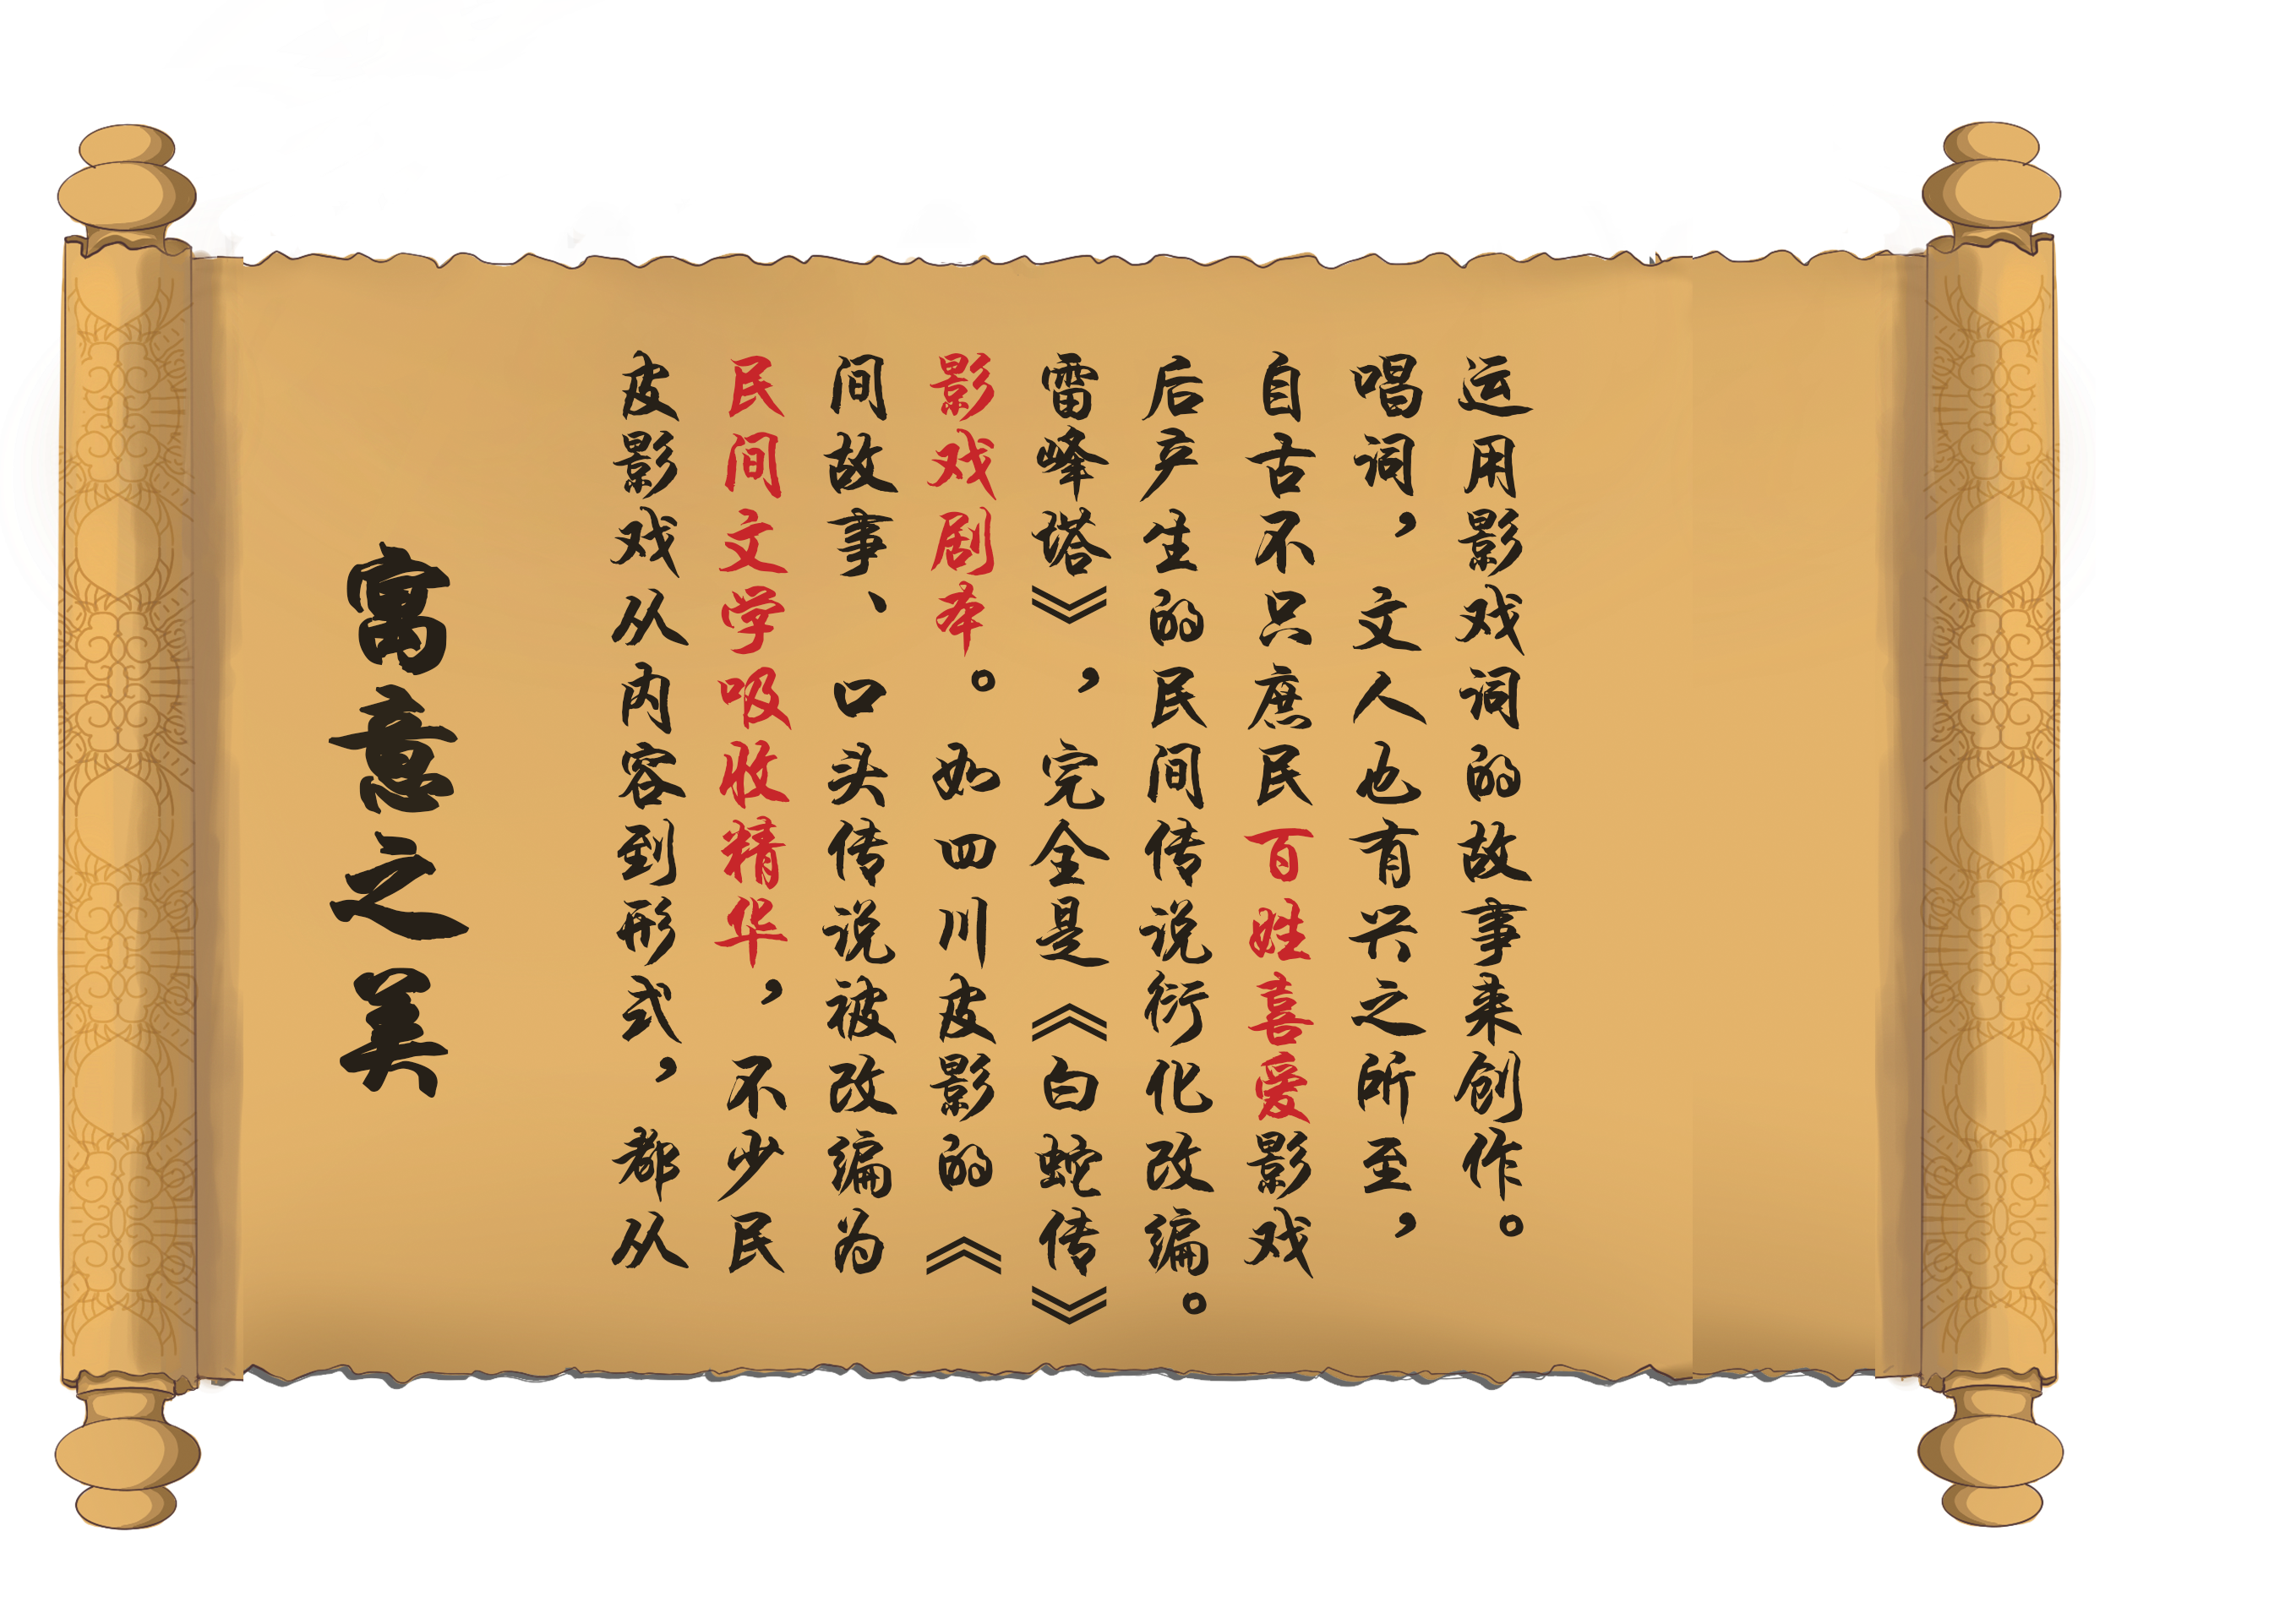 寓意之美
皮影戏从内容到形式，都从
民间文学吸收精华，不少民
间故事、口头传说被改编为
影戏剧本。如四川皮影的《
雷峰塔》，完全是《白蛇传》
后产生的民间传说衍化改编。
自古不只庶民百姓喜爱影戏
唱词，文人也有兴之所至，
运用影戏词的故事来创作。